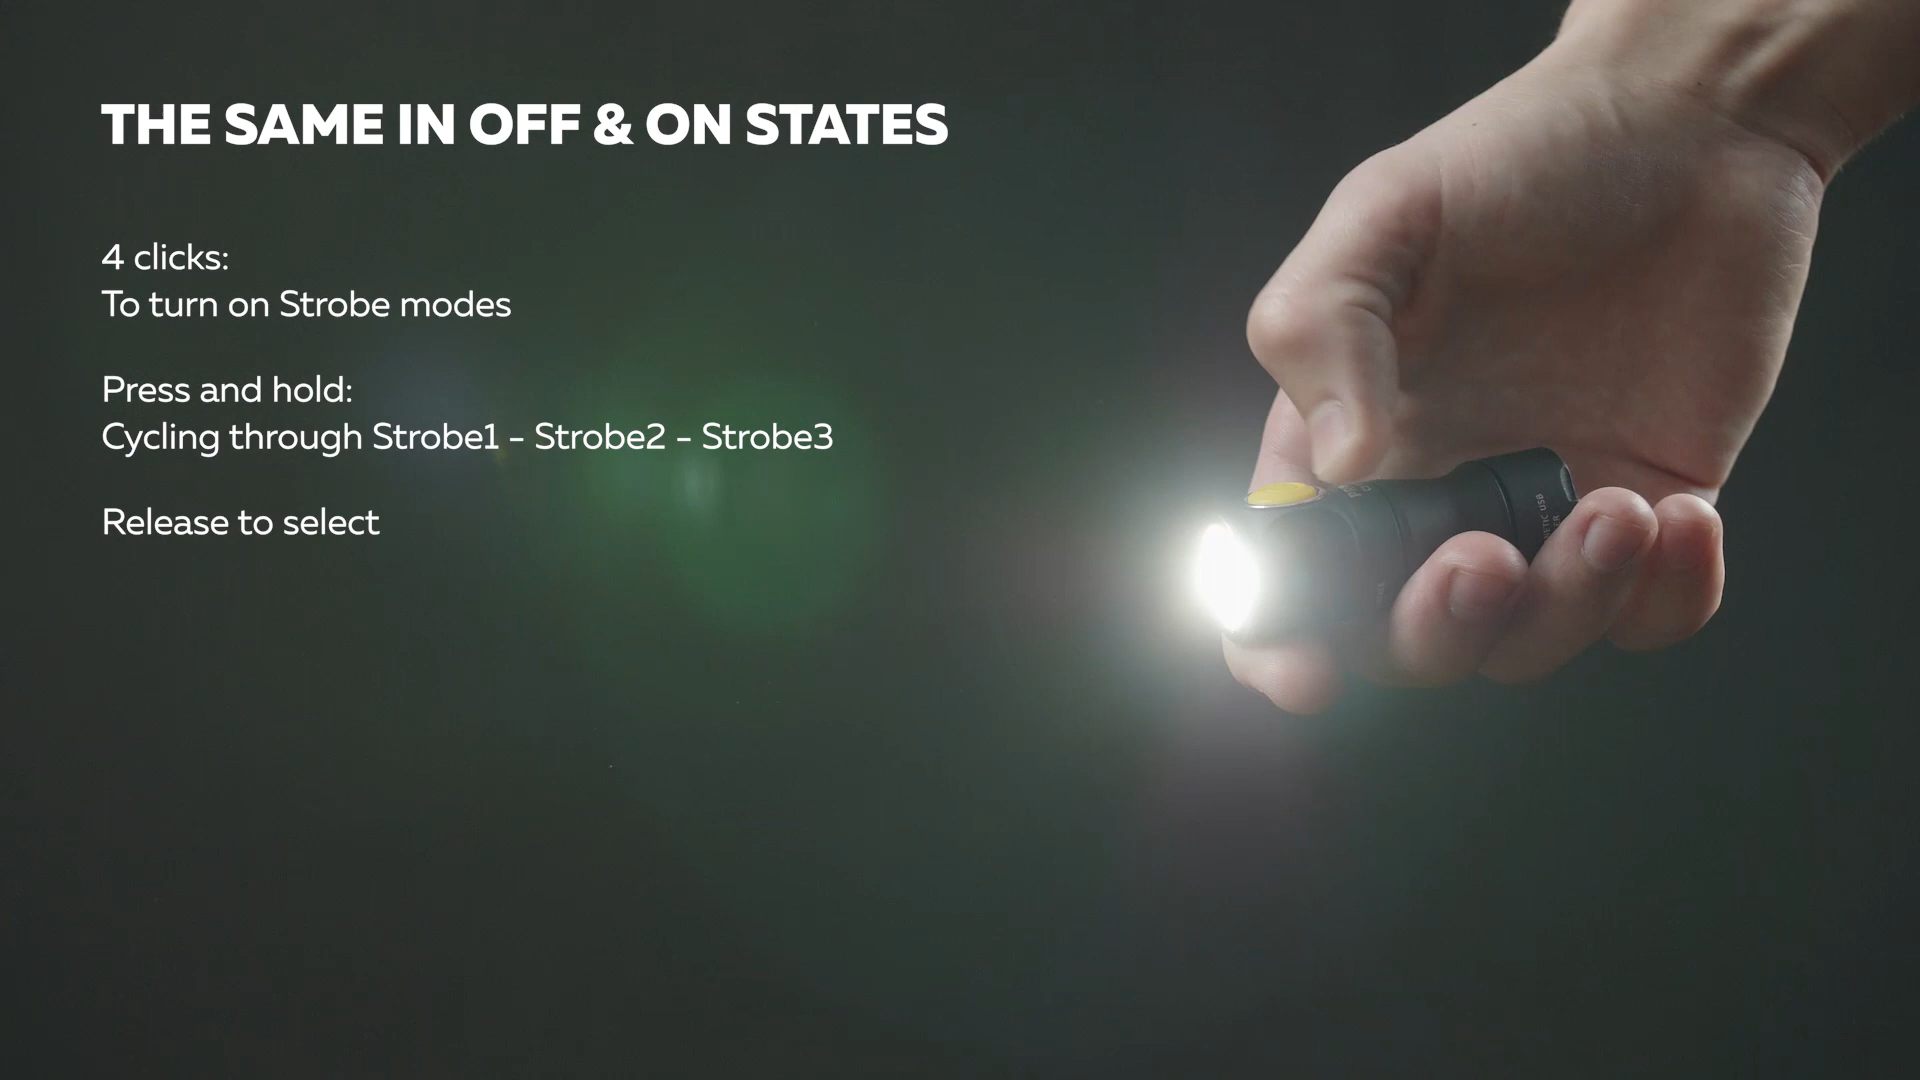 THE SAME IN OFF & ON STATES
4 clicks:
To turn on Strobe modes
Press and hold:
Cycling through Strobe1 - Strobe2 - Strobe3
Release to select
USB